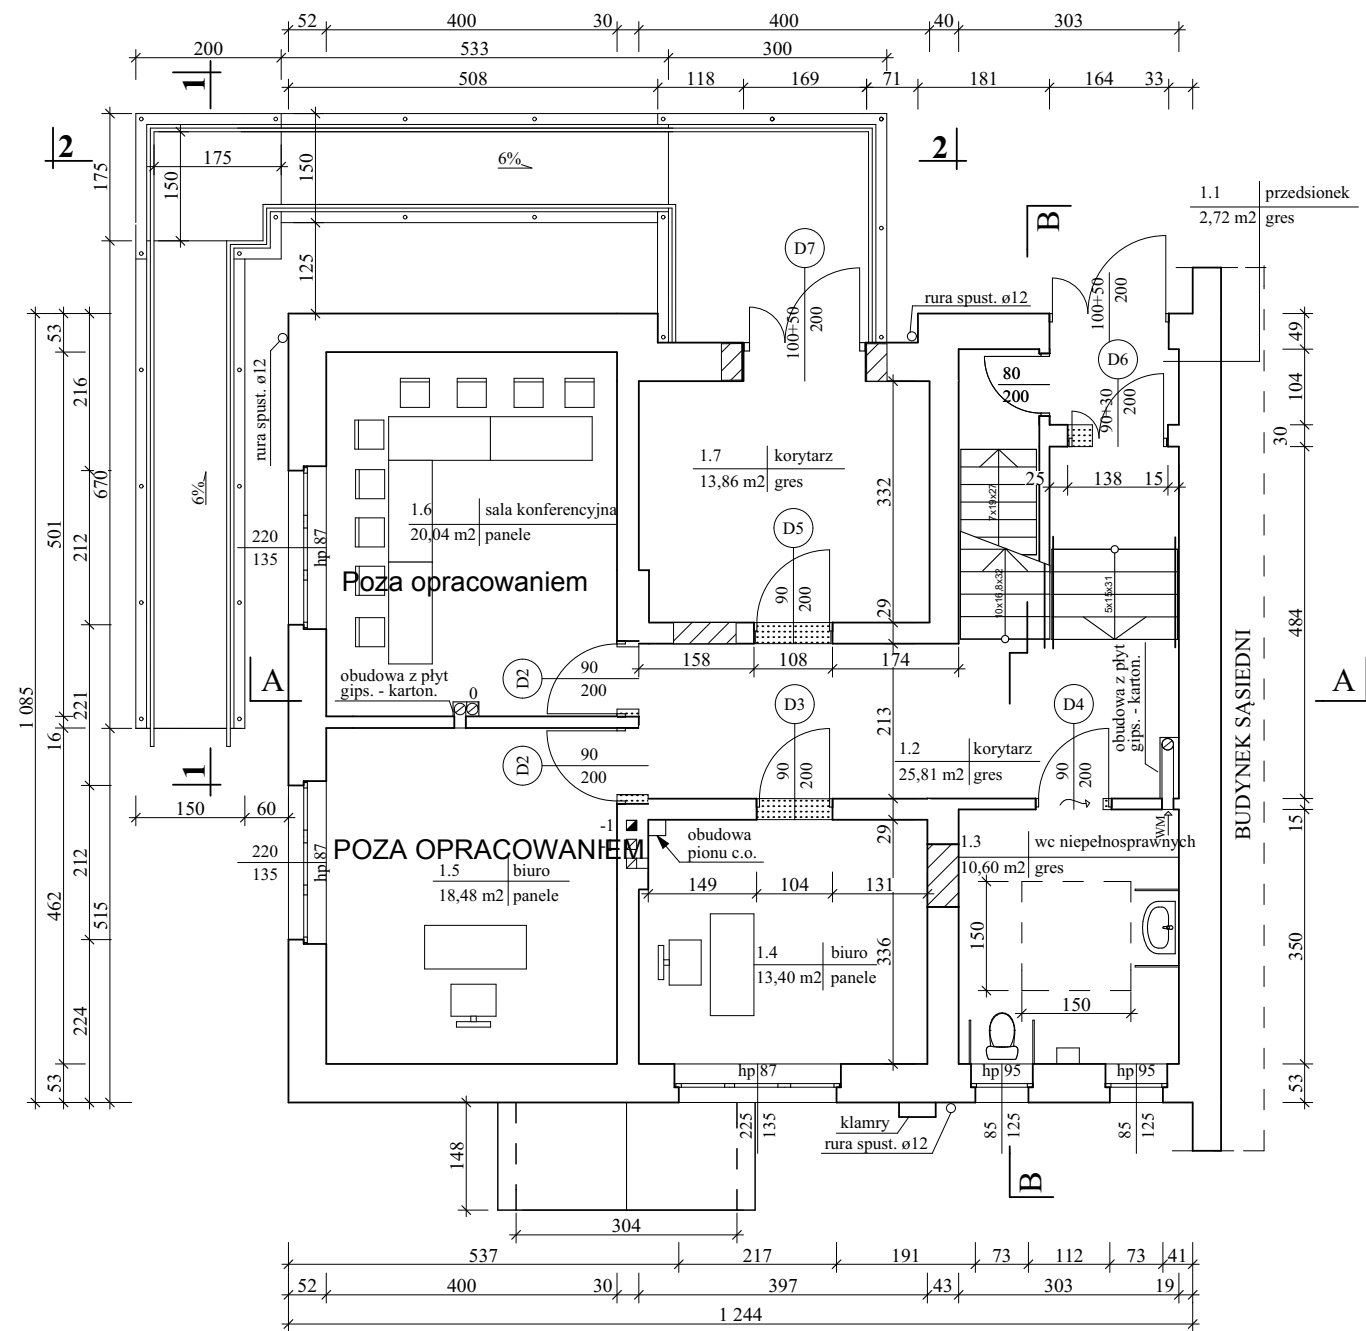 52 400 30 400 40 303
200 533 300
508 118 169 71 181 164 33
1
2
2
175
150
175
150
6%
125
B
1.1 przedsionek
2,72 m2 gres
D7
100+50
200
rura spust. ø12
100+50
200
D6
80
200
90+30
200
53
216
501
212
670
1 085
221
16
212
462
515
224
53
49
104
30
484
15
350
53
rura spust. ø12
6%
1.7 korytarz
13,86 m2 gres
332
25 138 15
7x19x27
1.6 sala konferencyjna
20,04 m2 panele
220
135
hp 87
Poza opracowaniem
D5
90
200
29
10x16,8x32
5x15x31
158 108 174
A
A
obudowa z płyt
gips. - karton.
0
D2
90
200
D3
90
200
213
D4
90
200
obudowa z płyt
gips. - karton.
BUDYNEK SĄSIEDNI
1.2 korytarz
25,81 m2 gres
D2
90
200
1
150 60
220
135
hp 87
POZA OPRACOWANIEM
-1
obudowa
pionu c.o.
29
WM
1.3 wc niepełnosprawnych
10,60 m2 gres
1.5 biuro
18,48 m2 panele
149 104 131
336
1.4 biuro
13,40 m2 panele
150
150
hp 87
hp 95
hp 95
225
135
klamry
rura spust. ø12
85
125
85
125
B
148
304
537 217 191 73 112 73 41
52 400 30 397 43 303 19
1 244